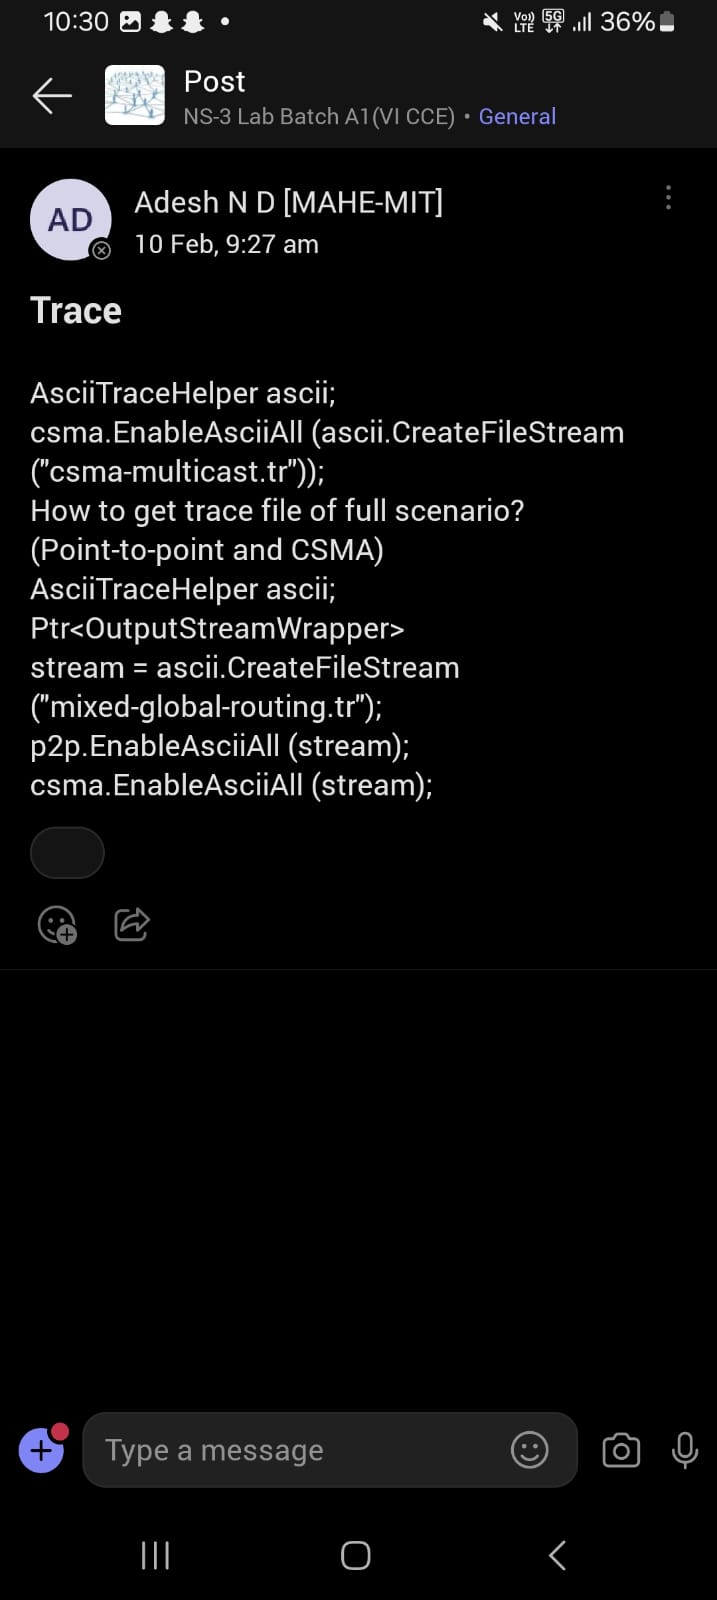 10:30
Vo)) LTE 5G 36%
Post
NS-3 Lab Batch A1(VI CCE) • General
AD
Adesh N D [MAHE-MIT]
10 Feb, 9:27 am
Trace
AsciiTraceHelper ascii;
csma.EnableAsciiAll (ascii.CreateFileStream
("csma-multicast.tr"));
How to get trace file of full scenario?
(Point-to-point and CSMA)
AsciiTraceHelper ascii;
Ptr<OutputStreamWrapper>
stream = ascii.CreateFileStream
("mixed-global-routing.tr");
p2p.EnableAsciiAll (stream);
csma.EnableAsciiAll (stream);
Type a message